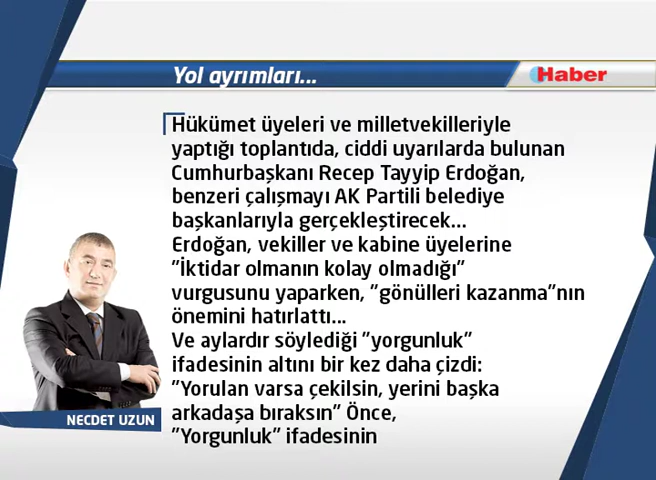 Yol ayrımları...
Haber
Hükümet üyeleri ve milletvekilleriyle
yaptığı toplantıda, ciddi uyarılarda bulunan
Cumhurbaşkanı Recep Tayyip Erdoğan,
benzeri çalışmayı AK Partili belediye
başkanlarıyla gerçekleştirecek...
Erdoğan, vekiller ve kabine üyelerine
"İktidar olmanın kolay olmadığı"
vurgusunu yaparken, "gönülleri kazanma"nın
önemini hatırlattı...
Ve aylardır söylediği "yorgunluk"
ifadesinin altını bir kez daha çizdi:
"Yorulan varsa çekilsin, yerini başka
arkadaşa bıraksın" Önce,
"Yorgunluk" ifadesinin
NECDET UZUN